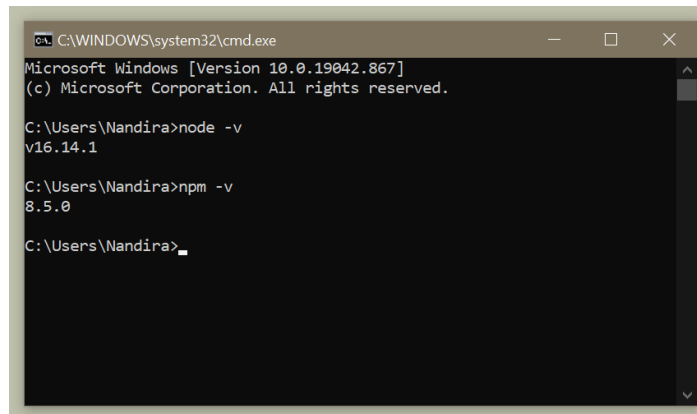 C:\WINDOWS\system32\cmd.exe
Microsoft Windows [Version 10.0.19042.867]
(c) Microsoft Corporation. All rights reserved.
C:\Users\Nandira>node -v
v16.14.1
C:\Users\Nandira>npm -v
8.5.0
C:\Users\Nandira>